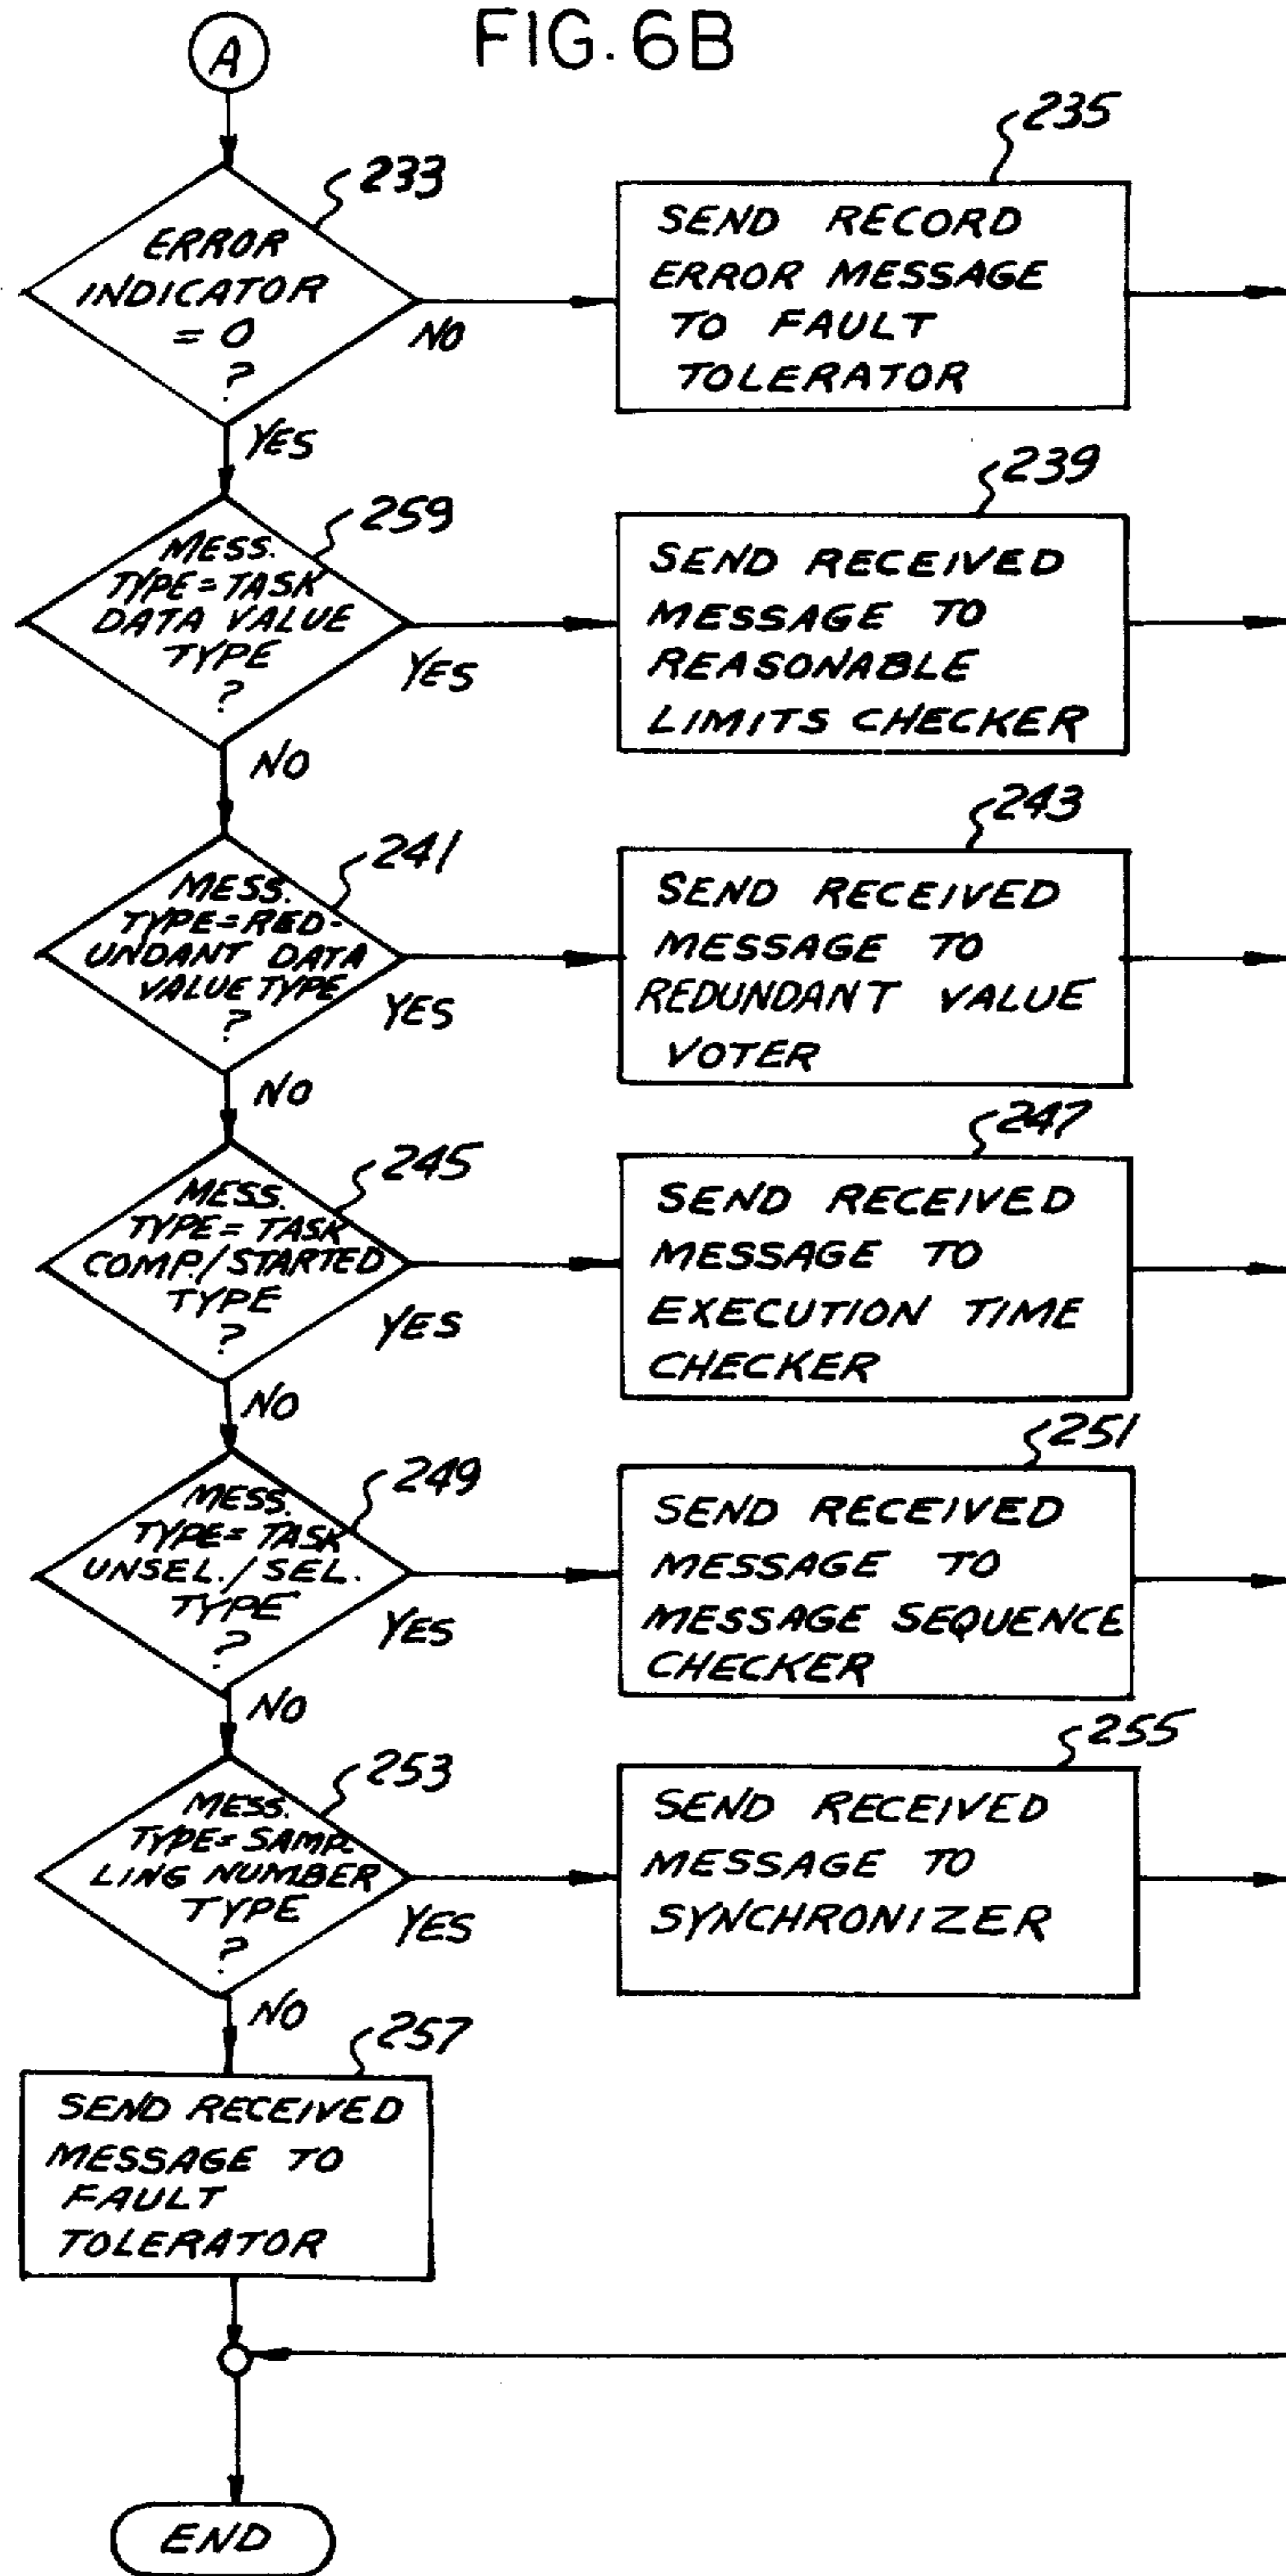 FIG. 6B
A
233
ERROR
INDICATOR
= 0
?
NO
YES
235
SEND RECORD
ERROR MESSAGE
TO FAULT
TOLERATOR
259
MESS.
TYPE=TASK
DATA VALUE
TYPE
?
YES
NO
239
SEND RECEIVED
MESSAGE TO
REASONABLE
LIMITS CHECKER
241
MESS.
TYPE=RED-
UNDANT DATA
VALUE TYPE
?
YES
NO
243
SEND RECEIVED
MESSAGE TO
REDUNDANT VALUE
VOTER
245
MESS.
TYPE=TASK
COMP./STARTED
TYPE
?
YES
NO
247
SEND RECEIVED
MESSAGE TO
EXECUTION TIME
CHECKER
249
MESS.
TYPE=TASK
UNSEL./SEL.
TYPE
?
YES
NO
251
SEND RECEIVED
MESSAGE TO
MESSAGE SEQUENCE
CHECKER
253
MESS.
TYPE=SAMP-
LING NUMBER
TYPE
?
YES
NO
255
SEND RECEIVED
MESSAGE TO
SYNCHRONIZER
257
SEND RECEIVED
MESSAGE TO
FAULT
TOLERATOR
END